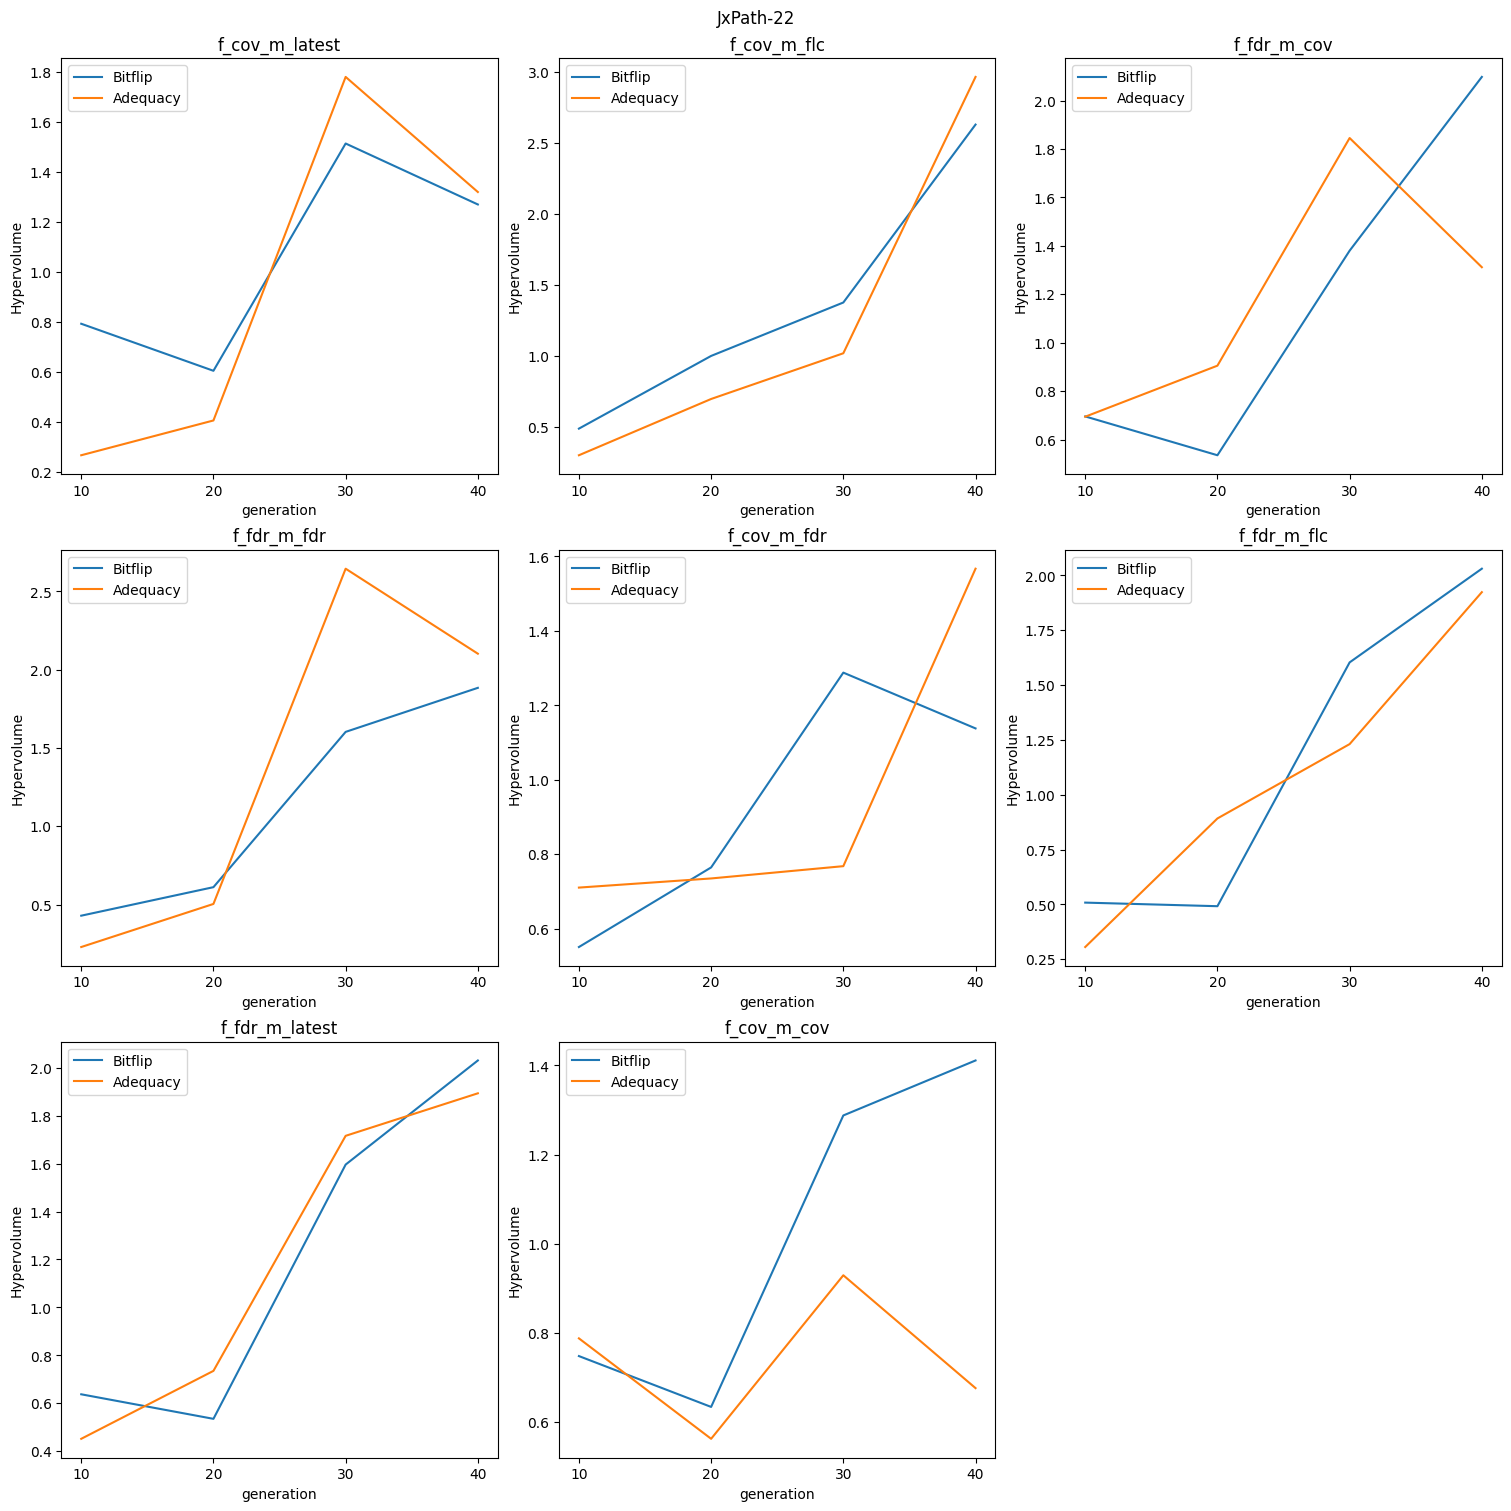 JxPath-22
f_cov_m_latest
Bitflip
Adequacy
1.8
1.6
1.4
1.2
1.0
0.8
0.6
0.4
0.2
Hypervolume
10 20 30 40
generation
f_cov_m_flc
Bitflip
Adequacy
3.0
2.5
2.0
1.5
1.0
0.5
Hypervolume
10 20 30 40
generation
f_fdr_m_cov
Bitflip
Adequacy
2.0
1.8
1.6
1.4
1.2
1.0
0.8
0.6
Hypervolume
10 20 30 40
generation
f_fdr_m_fdr
Bitflip
Adequacy
2.5
2.0
1.5
1.0
0.5
Hypervolume
10 20 30 40
generation
f_cov_m_fdr
Bitflip
Adequacy
1.6
1.4
1.2
1.0
0.8
0.6
Hypervolume
10 20 30 40
generation
f_fdr_m_flc
Bitflip
Adequacy
2.00
1.75
1.50
1.25
1.00
0.75
0.50
0.25
Hypervolume
10 20 30 40
generation
f_fdr_m_latest
Bitflip
Adequacy
2.0
1.8
1.6
1.4
1.2
1.0
0.8
0.6
0.4
Hypervolume
10 20 30 40
generation
f_cov_m_cov
Bitflip
Adequacy
1.4
1.2
1.0
0.8
0.6
Hypervolume
10 20 30 40
generation